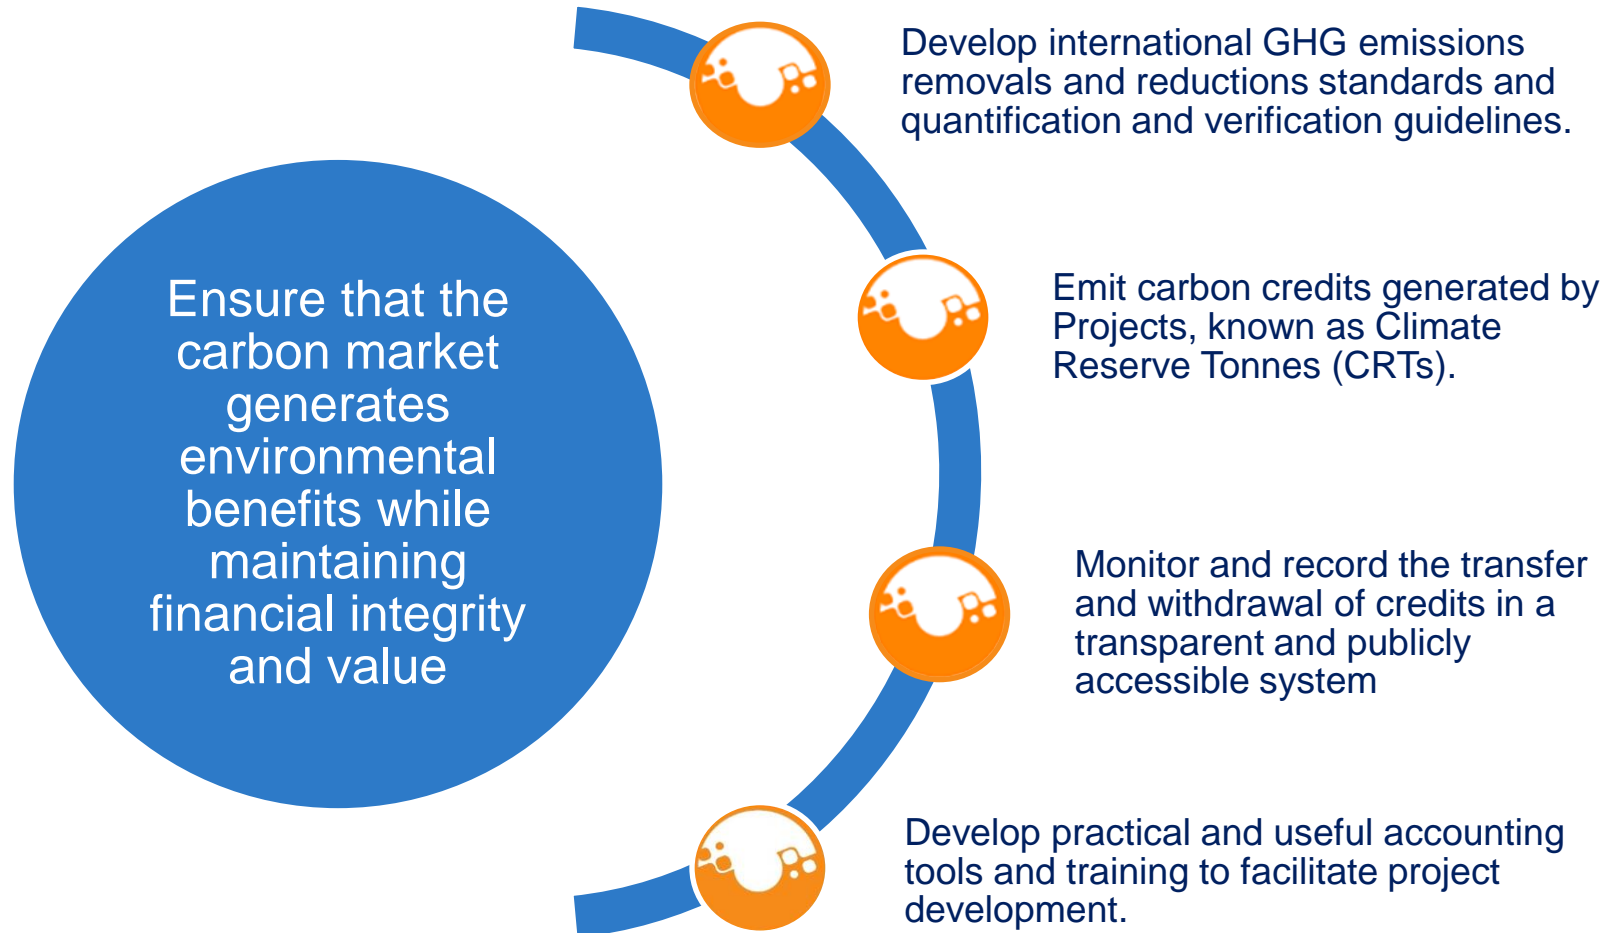 Ensure that the
carbon market
generates
environmental
benefits while
maintaining
financial integrity
and value
Develop international GHG emissions
removals and reductions standards and
quantification and verification guidelines.
Emit carbon credits generated by
Projects, known as Climate
Reserve Tonnes (CRTs).
Monitor and record the transfer
and withdrawal of credits in a
transparent and publicly
accessible system
Develop practical and useful accounting
tools and training to facilitate project
development.